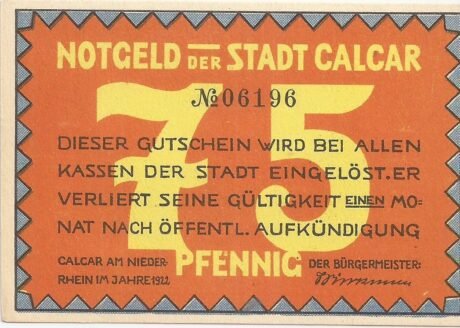 NOTGELD DER STADT CALCAR
75
№06196
DIESER GUTSCHEIN WIRD BEI ALLEN
KASSEN DER STADT EINGELÖST.ER
VERLIERT SEINE GÜLTIGKEIT EINEN MO-
NAT NACH ÖFFENTL. AUFKÜNDIGUNG
CALCAR AM NIEDER-
RHEIN IM JAHRE 1922
PFENNIG
DER BÜRGERMEISTER: